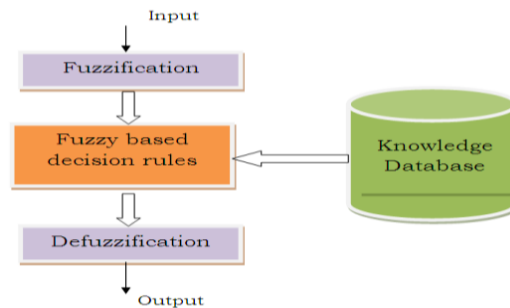 Input
Fuzzification
Fuzzy based
decision rules
Knowledge
Database
Defuzzification
Output